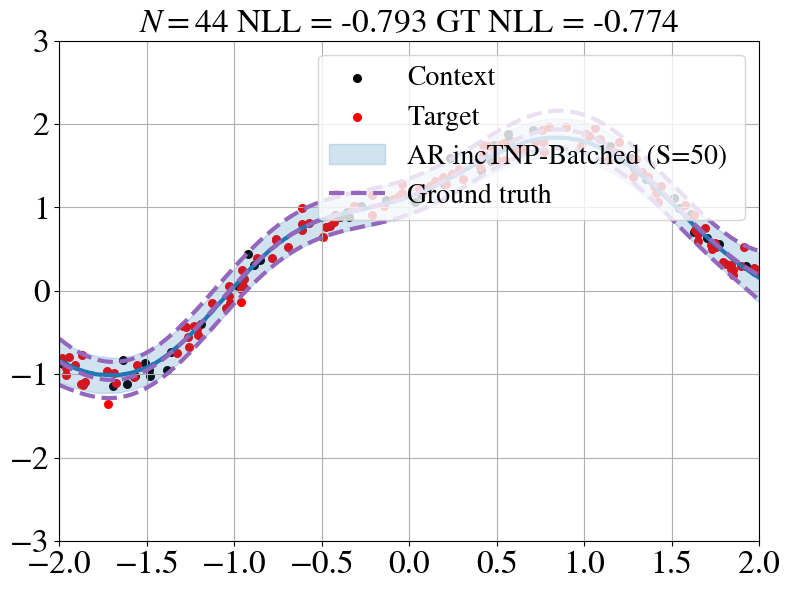 N = 44 NLL = -0.793 GT NLL = -0.774
3
2
1
0
−1
−2
−3
Context
Target
AR incTNP-Batched (S=50)
Ground truth
−2.0 −1.5 −1.0 −0.5 0.0 0.5 1.0 1.5 2.0